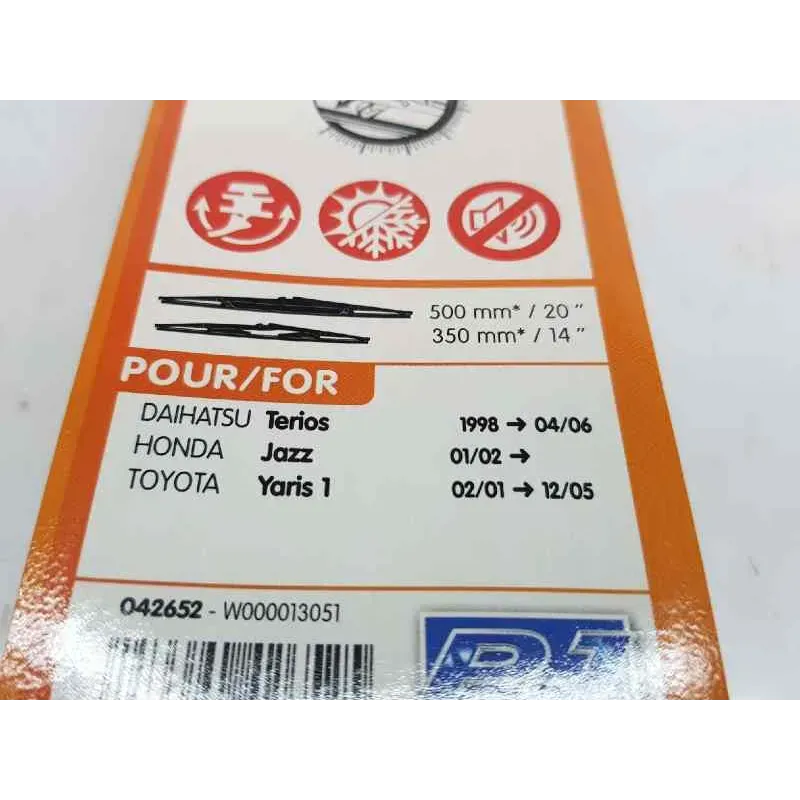 500 mm* / 20 "
350 mm* / 14 "
POUR/FOR
DAIHATSU Terios 1998 → 04/06
HONDA Jazz 01/02 →
TOYOTA Yaris 1 02/01 → 12/05
042652 - W000013051